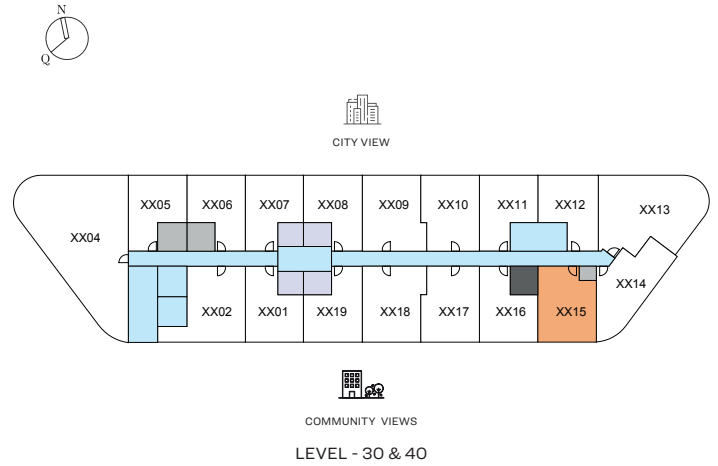 N
Q
CITY VIEW
XX05 XX06 XX07 XX08 XX09 XX10 XX11 XX12
XX13
XX04
XX14
XX02 XX01 XX19 XX18 XX17 XX16 XX15
COMMUNITY VIEWS
LEVEL - 30 & 40